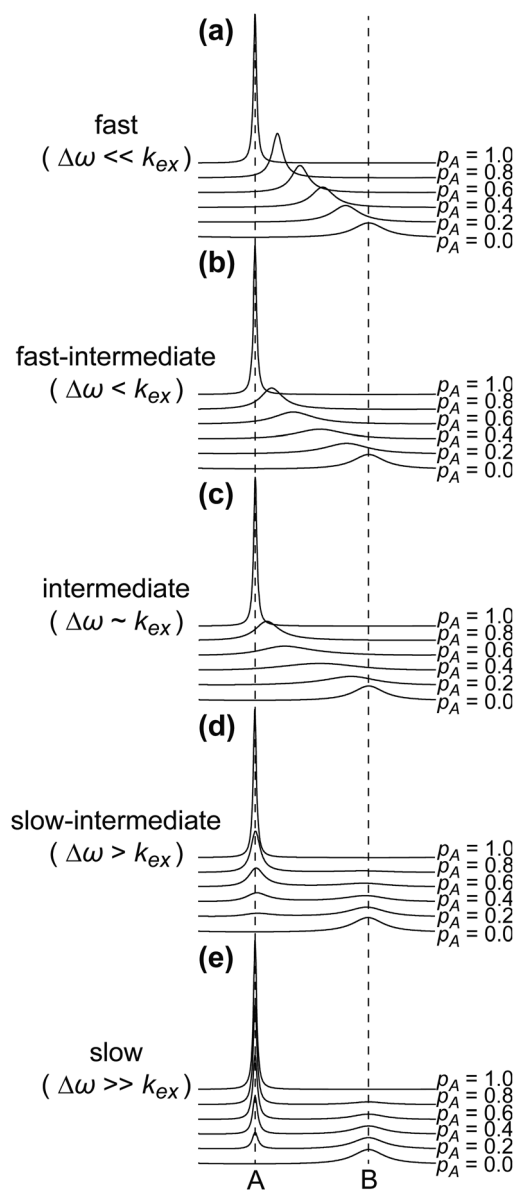 (a)
fast
( Δω << kex)
pA = 1.0
pA = 0.8
pA = 0.6
pA = 0.4
pA = 0.2
pA = 0.0
(b)
fast-intermediate
( Δω < kex)
pA = 1.0
pA = 0.8
pA = 0.6
pA = 0.4
pA = 0.2
pA = 0.0
(c)
intermediate
( Δω ~ kex)
pA = 1.0
pA = 0.8
pA = 0.6
pA = 0.4
pA = 0.2
pA = 0.0
(d)
slow-intermediate
( Δω > kex)
pA = 1.0
pA = 0.8
pA = 0.6
pA = 0.4
pA = 0.2
pA = 0.0
(e)
slow
( Δω >> kex)
pA = 1.0
pA = 0.8
pA = 0.6
pA = 0.4
pA = 0.2
pA = 0.0
A B